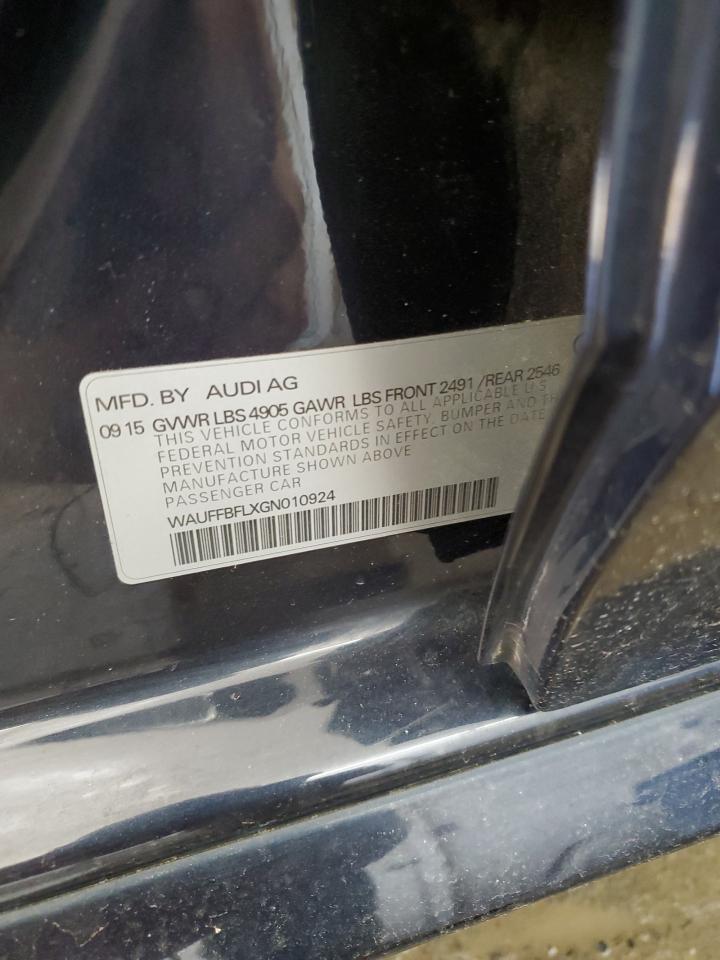 MFD. BY AUDI AG
09 15 GVWR LBS 4905 GAWR LBS FRONT 2491 /REAR 2546
THIS VEHICLE CONFORMS TO ALL APPLICABLE U.S
FEDERAL MOTOR VEHICLE SAFETY, BUMPER AND
PREVENTION STANDARDS IN EFFECT ON THE DATE
MANUFACTURE SHOWN ABOVE
PASSENGER CAR
WAUFFBFLXGN010924